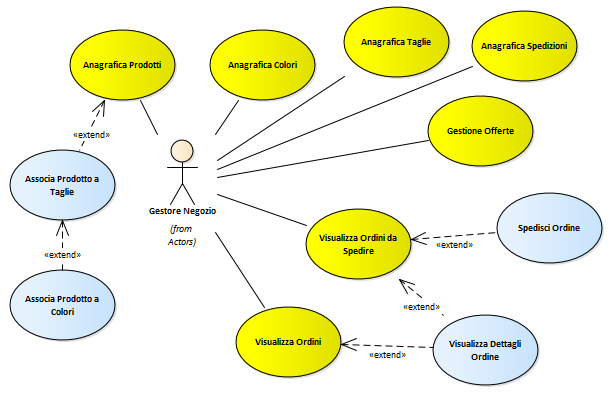 Anagrafica Prodotti
Anagrafica Colori
Anagrafica Taglie
Anagrafica Spedizioni
Gestione Offerte
«extend»
Associa Prodotto a
Taglie
Gestore Negozio
(from
Actors)
Visualizza Ordini da
Spedire
Spedisci Ordine
«extend»
«extend»
Associa Prodotto a
Colori
«extend»
Visualizza Ordini
«extend»
Visualizza Dettagli
Ordine